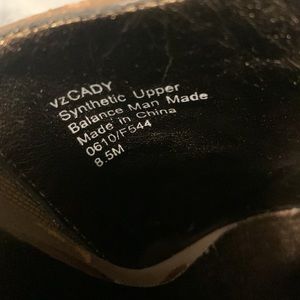 vzCADY
Synthetic Upper
Balance Man Made
Made in China
0610/F544
8.5M